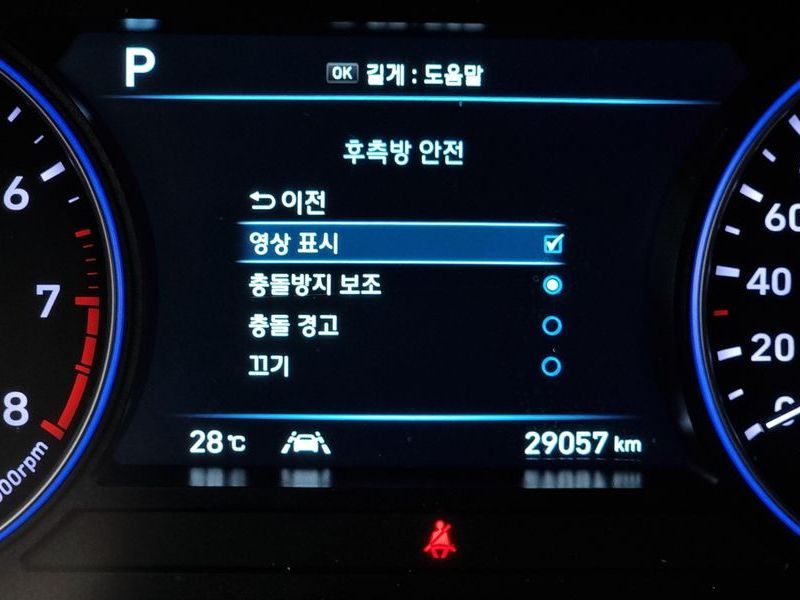 P
OK 길게 : 도움말
후측방 안전
이전
영상 표시
충돌방지 보조
충돌 경고
끄기
28℃
29057 km
6
7
8
000rpm
60
40
20
0